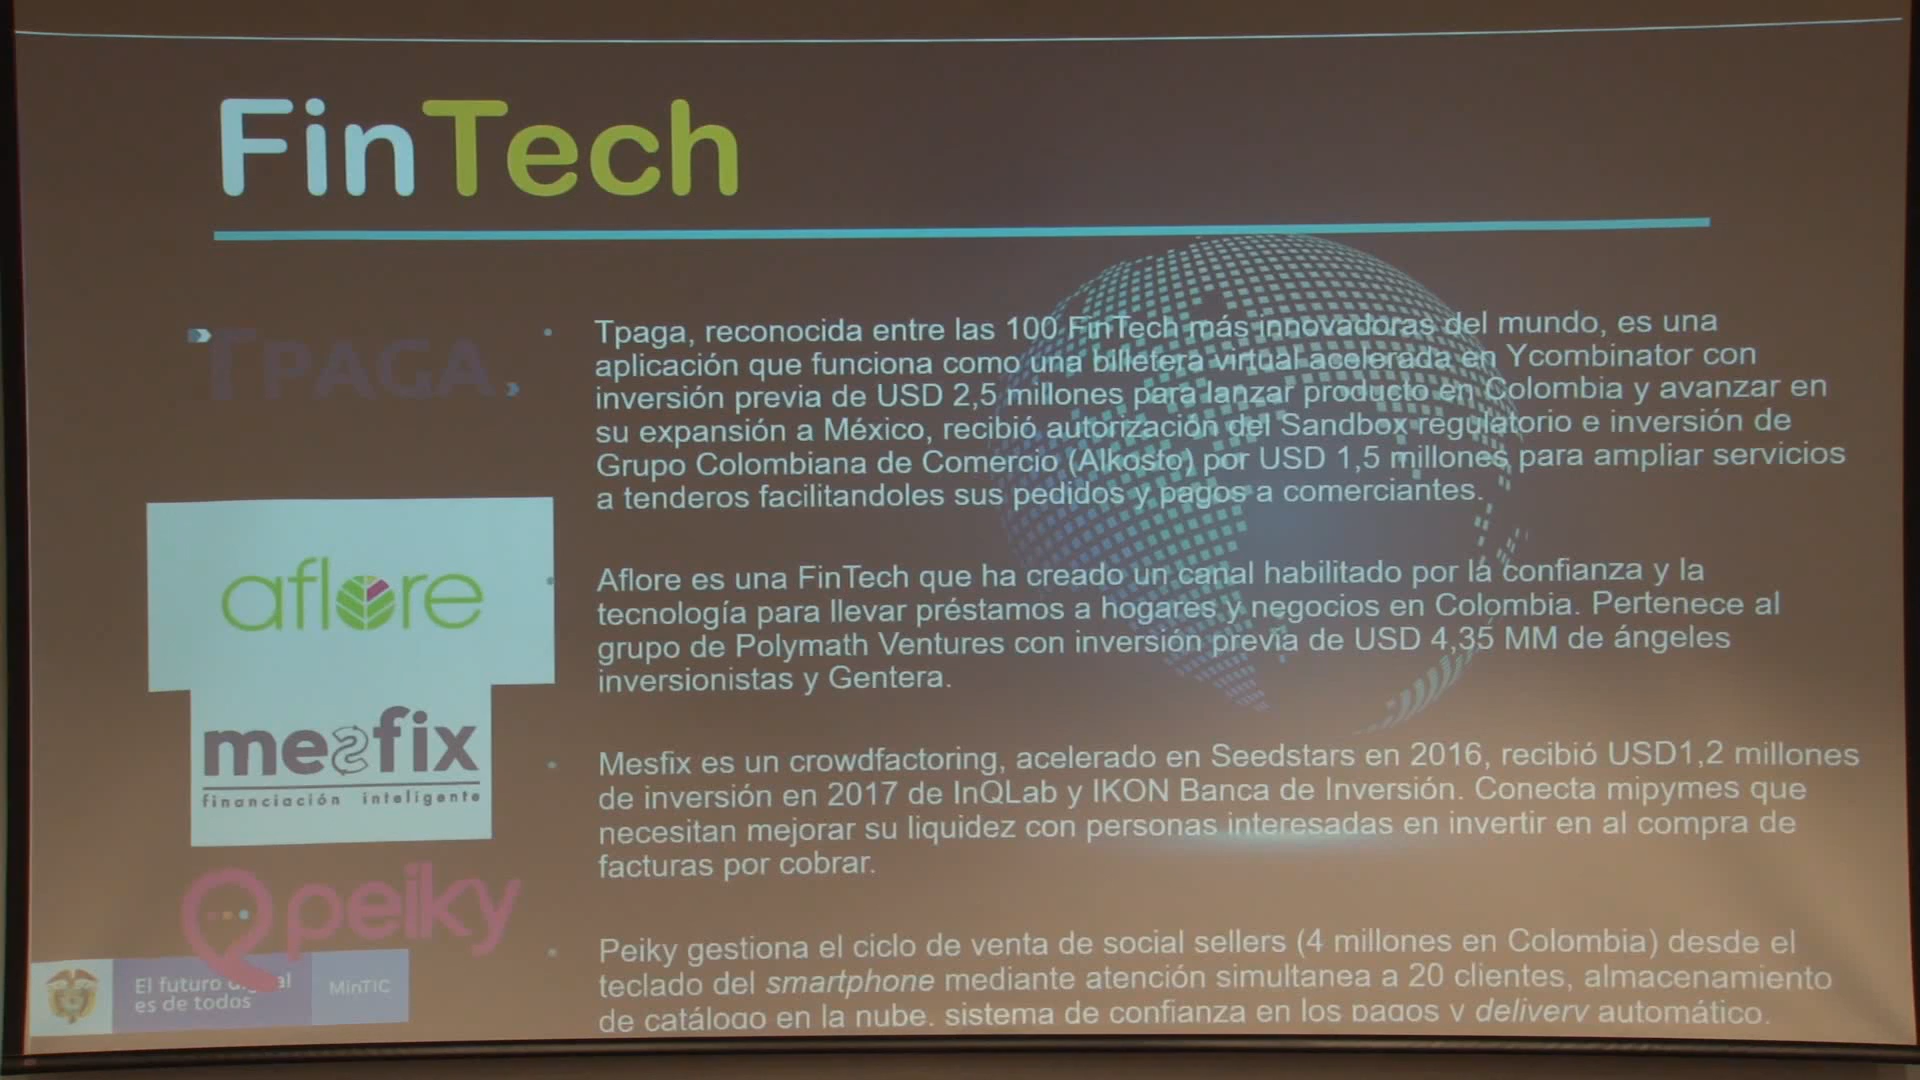 FinTech
TPAGA
Tpaga, reconocida entre las 100 FinTech más innovadoras del mundo, es una
aplicación que funciona como una billetera virtual acelerada en Ycombinator con
inversión previa de USD 2,5 millones para lanzar producto en Colombia y avanzar en
su expansión a México, recibió autorización del Sandbox regulatorio e inversión de
Grupo Colombiana de Comercio (Alkosto) por USD 1,5 millones para ampliar servicios
a tenderos facilitandoles sus pedidos y pagos a comerciantes.
aflore
Aflore es una FinTech que ha creado un canal habilitado por la confianza y la
tecnología para llevar préstamos a hogares y negocios en Colombia. Pertenece al
grupo de Polymath Ventures con inversión previa de USD 4,35 MM de ángeles
inversionistas y Gentera.
mesfix
financiación inteligente
Mesfix es un crowdfactoring, acelerado en Seedstars en 2016, recibió USD1,2 millones
de inversión en 2017 de InQLab y IKON Banca de Inversión. Conecta mipymes que
necesitan mejorar su liquidez con personas interesadas en invertir en al compra de
facturas por cobrar.
peiky
Peiky gestiona el ciclo de venta de social sellers (4 millones en Colombia) desde el
teclado del smartphone mediante atención simultanea a 20 clientes, almacenamiento
de catálogo en la nube, sistema de confianza en los pagos y delivery automático.
El futuro digital
es de todos
MinTIC